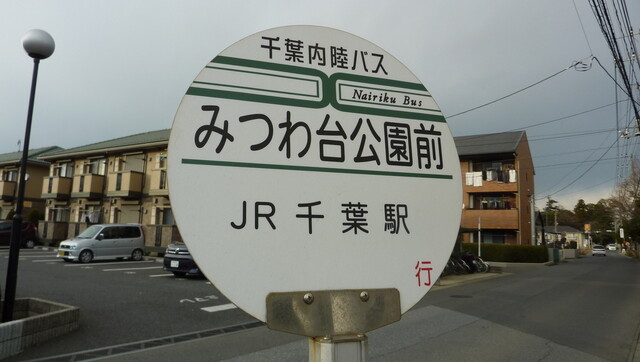 千葉内陸バス
Nairiku Bus
みつわ台公園前
JR千葉駅
行